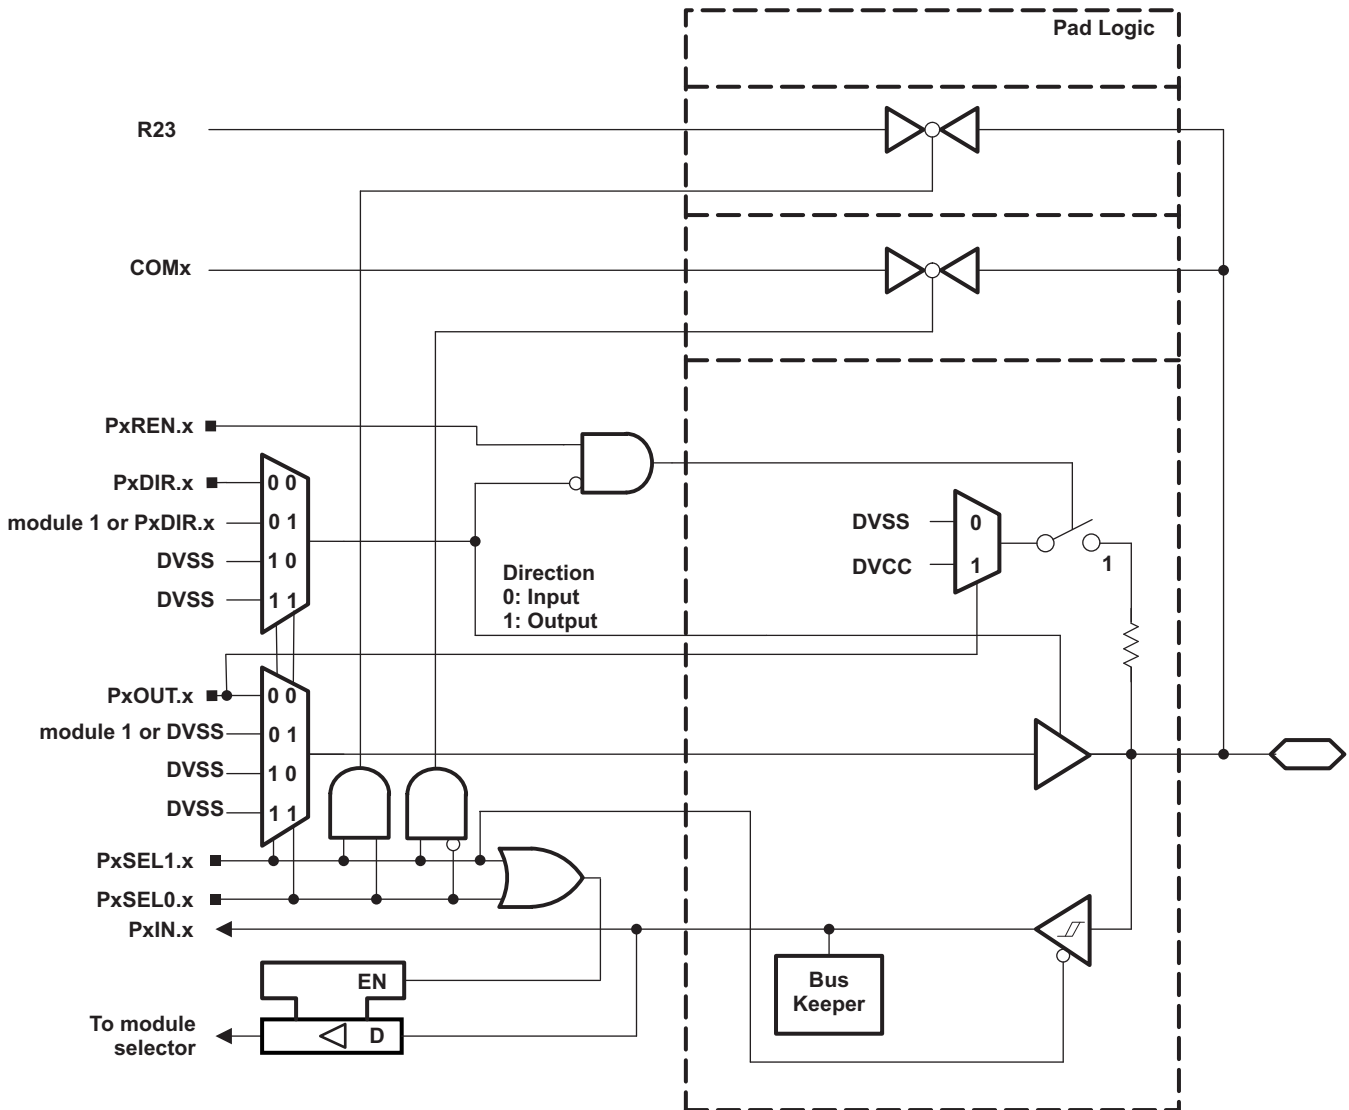 Pad Logic
R23
COMx
PxREN.x
PxDIR.x
0 0
module 1 or PxDIR.x
0 1
DVSS
1 0
DVSS
1 1
Direction
0: Input
1: Output
DVSS
0
DVCC
1
1
PxOUT.x
0 0
module 1 or DVSS
0 1
DVSS
1 0
DVSS
1 1
PxSEL1.x
PxSEL0.x
PxIN.x
Bus
Keeper
EN
To module
selector
D